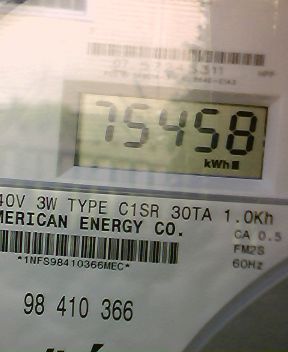 75458
kWh
40V 3W TYPE C1SR 30TA 1.0Kh
MERICAN ENERGY CO.
CA 0.5
FM2S
60Hz
*1NFS98410366MEC*
98 410 366